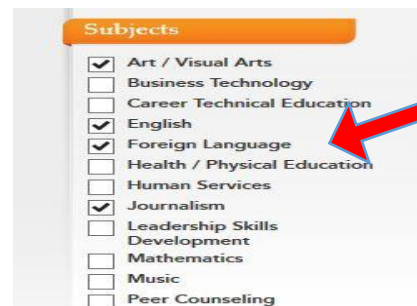 Subjects
Art / Visual Arts
Business Technology
Career Technical Education
English
Foreign Language
Health / Physical Education
Human Services
Journalism
Leadership Skills
Development
Mathematics
Music
Peer Counseling